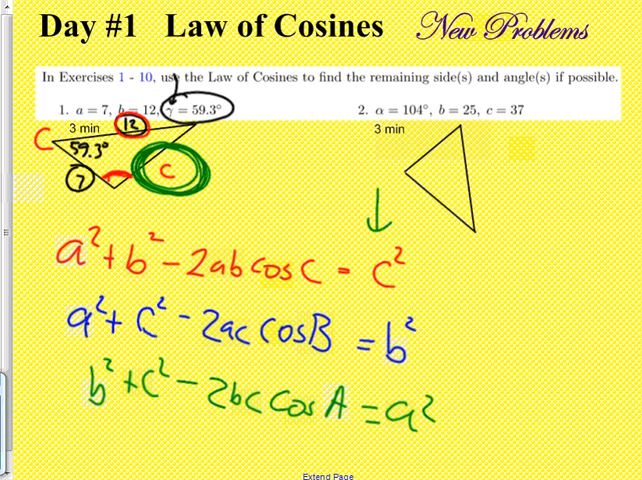 Day #1 Law of Cosines New Problems
In Exercises 1 - 10, use the Law of Cosines to find the remaining side(s) and angle(s) if possible.
1. a = 7, b = 12, γ = 59.3° 2. α = 104°, b = 25, c = 37
3 min 12 3 min
C 59.3°
7 C
a² + b² - 2ab cos C = c²
a² + c² - 2ac cos B = b²
b² + c² - 2bc cos A = a²
Extend Page